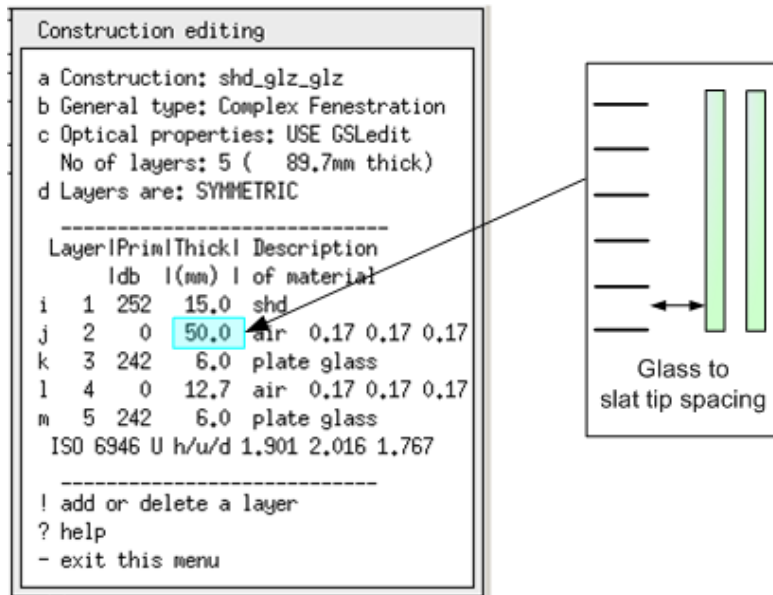 Construction editing
a Construction: shd_glz_glz
b General type: Complex Fenestration
c Optical properties: USE GSLedit
No of layers: 5 ( 89.7mm thick)
d Layers are: SYMMETRIC
Layer|Prim|Thick| Description
|db |(mm) | of material
i 1 252 15.0 shd
j 2 0 50.0 air 0.17 0.17 0.17
k 3 242 6.0 plate glass
l 4 0 12.7 air 0.17 0.17 0.17
m 5 242 6.0 plate glass
ISO 6946 U h/u/d 1.901 2.016 1.767
! add or delete a layer
? help
- exit this menu
Glass to
slat tip spacing